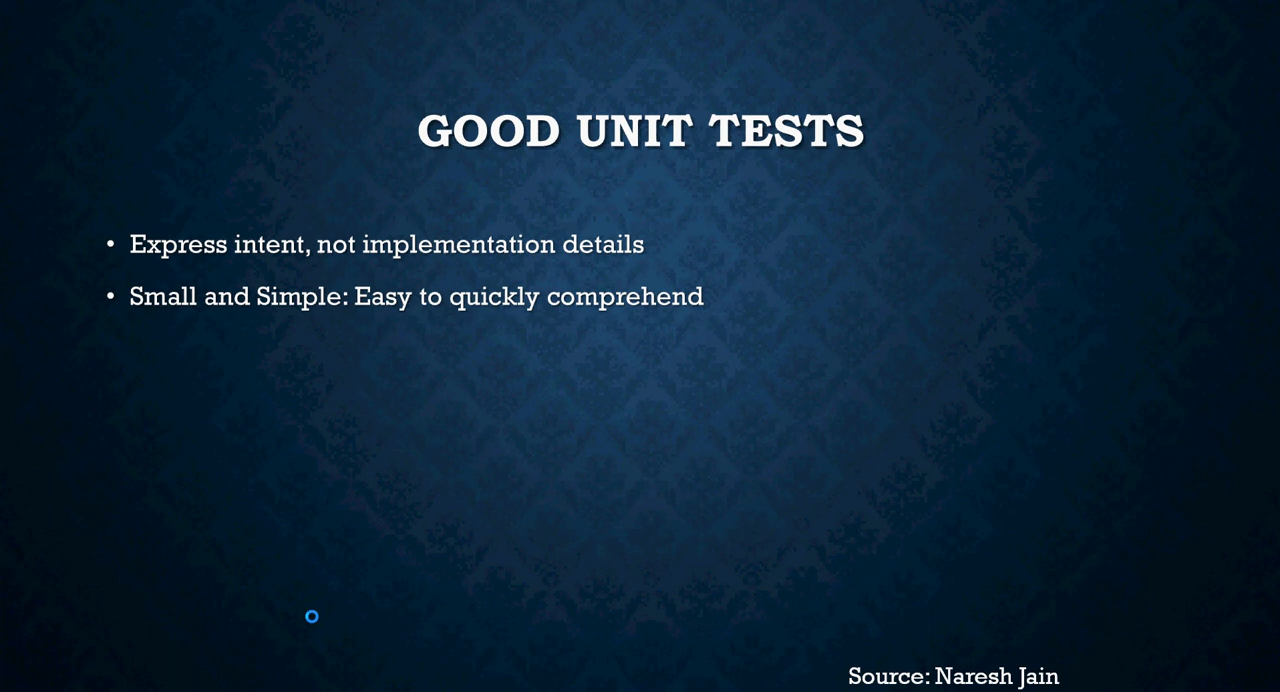 GOOD UNIT TESTS
• Express intent, not implementation details
• Small and Simple: Easy to quickly comprehend
Source: Naresh Jain